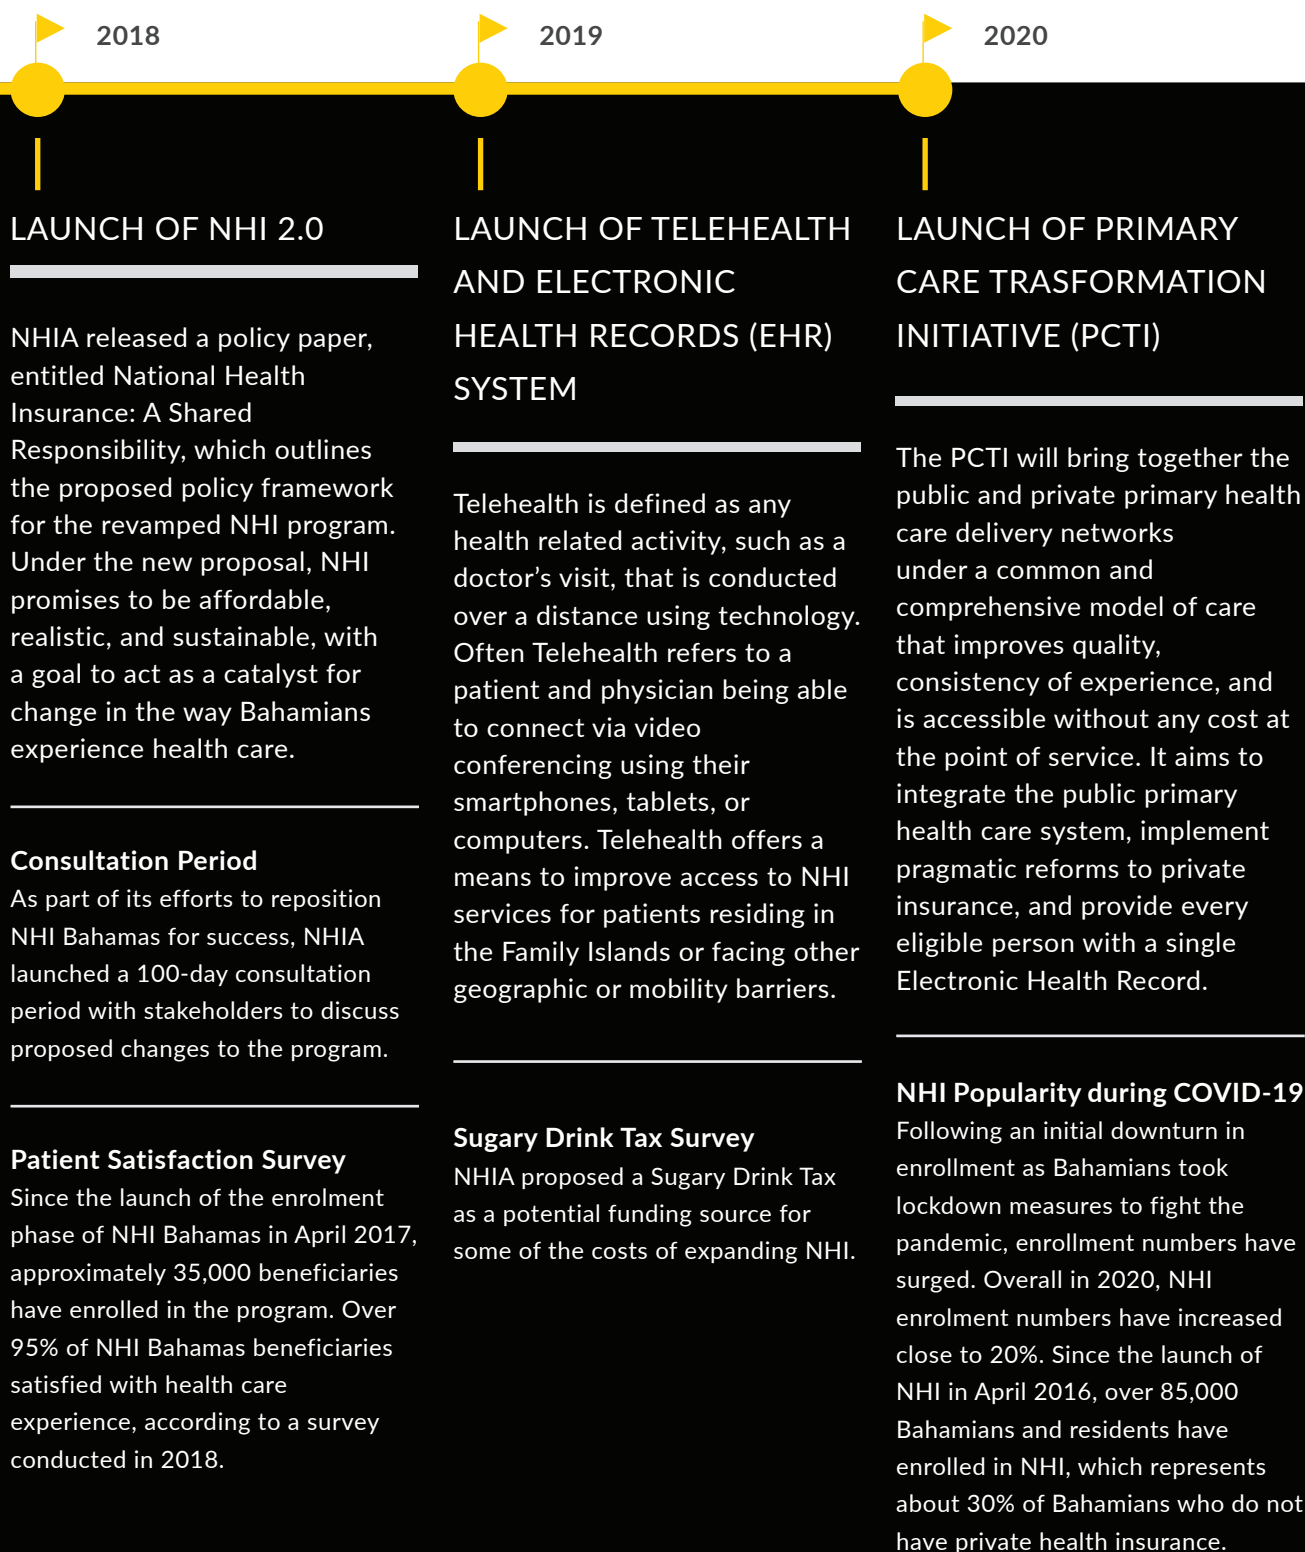 2018
LAUNCH OF NHI 2.0
NHIA released a policy paper,
entitled National Health
Insurance: A Shared
Responsibility, which outlines
the proposed policy framework
for the revamped NHI program.
Under the new proposal, NHI
promises to be affordable,
realistic, and sustainable, with
a goal to act as a catalyst for
change in the way Bahamians
experience health care.
Consultation Period
As part of its efforts to reposition
NHI Bahamas for success, NHIA
launched a 100-day consultation
period with stakeholders to discuss
proposed changes to the program.
Patient Satisfaction Survey
Since the launch of the enrolment
phase of NHI Bahamas in April 2017,
approximately 35,000 beneficiaries
have enrolled in the program. Over
95% of NHI Bahamas beneficiaries
satisfied with health care
experience, according to a survey
conducted in 2018.
2019
LAUNCH OF TELEHEALTH
AND ELECTRONIC
HEALTH RECORDS (EHR)
SYSTEM
Telehealth is defined as any
health related activity, such as a
doctor’s visit, that is conducted
over a distance using technology.
Often Telehealth refers to a
patient and physician being able
to connect via video
conferencing using their
smartphones, tablets, or
computers. Telehealth offers a
means to improve access to NHI
services for patients residing in
the Family Islands or facing other
geographic or mobility barriers.
Sugary Drink Tax Survey
NHIA proposed a Sugary Drink Tax
as a potential funding source for
some of the costs of expanding NHI.
2020
LAUNCH OF PRIMARY
CARE TRASFORMATION
INITIATIVE (PCTI)
The PCTI will bring together the
public and private primary health
care delivery networks
under a common and
comprehensive model of care
that improves quality,
consistency of experience, and
is accessible without any cost at
the point of service. It aims to
integrate the public primary
health care system, implement
pragmatic reforms to private
insurance, and provide every
eligible person with a single
Electronic Health Record.
NHI Popularity during COVID-19
Following an initial downturn in
enrollment as Bahamians took
lockdown measures to fight the
pandemic, enrollment numbers have
surged. Overall in 2020, NHI
enrolment numbers have increased
close to 20%. Since the launch of
NHI in April 2016, over 85,000
Bahamians and residents have
enrolled in NHI, which represents
about 30% of Bahamians who do not
have private health insurance.